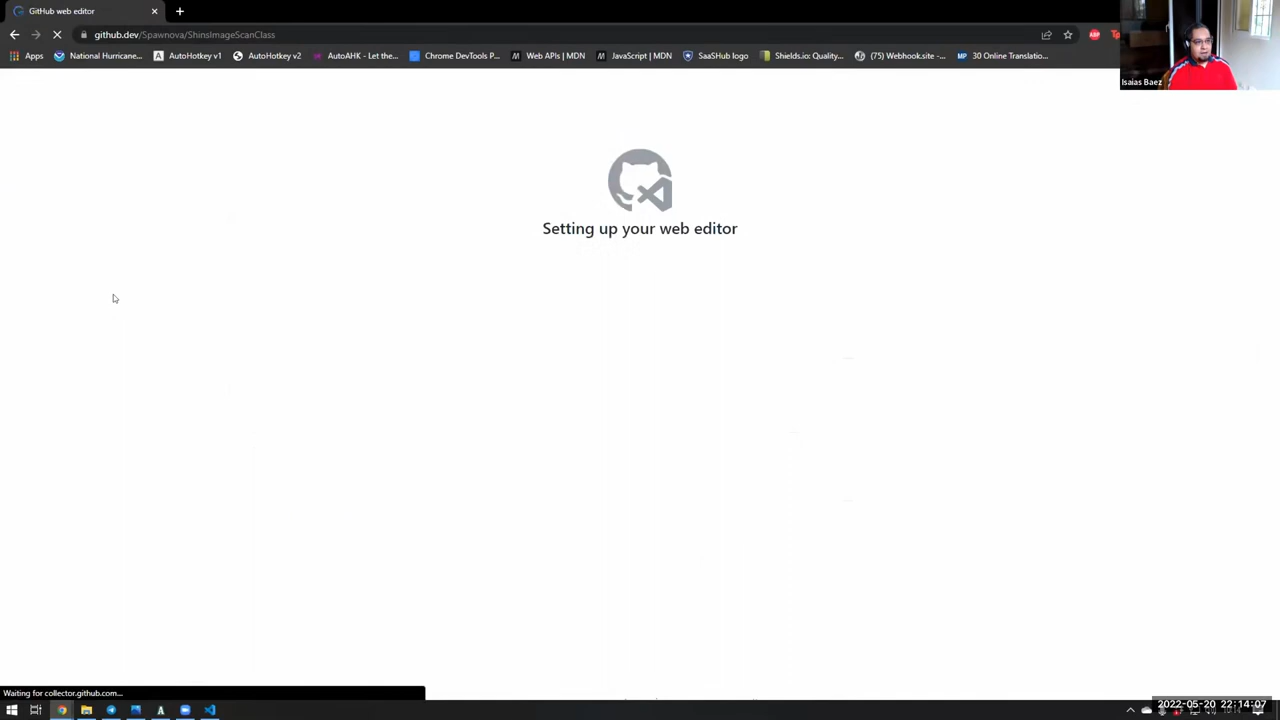 GitHub web editor
github.dev/Spawnova/ShinsImageScanClass
Apps National Hurricane... AutoHotkey v1 AutoHotkey v2 AutoAHK - Let the... Chrome DevTools P... Web APIs | MDN JavaScript | MDN SaaSHub logo Shields.io: Quality... (75) Webhook.site -... 30 Online Translatio...
Isaias Baez
Setting up your web editor
Waiting for collector.github.com...
2022-05-20 22:14:07